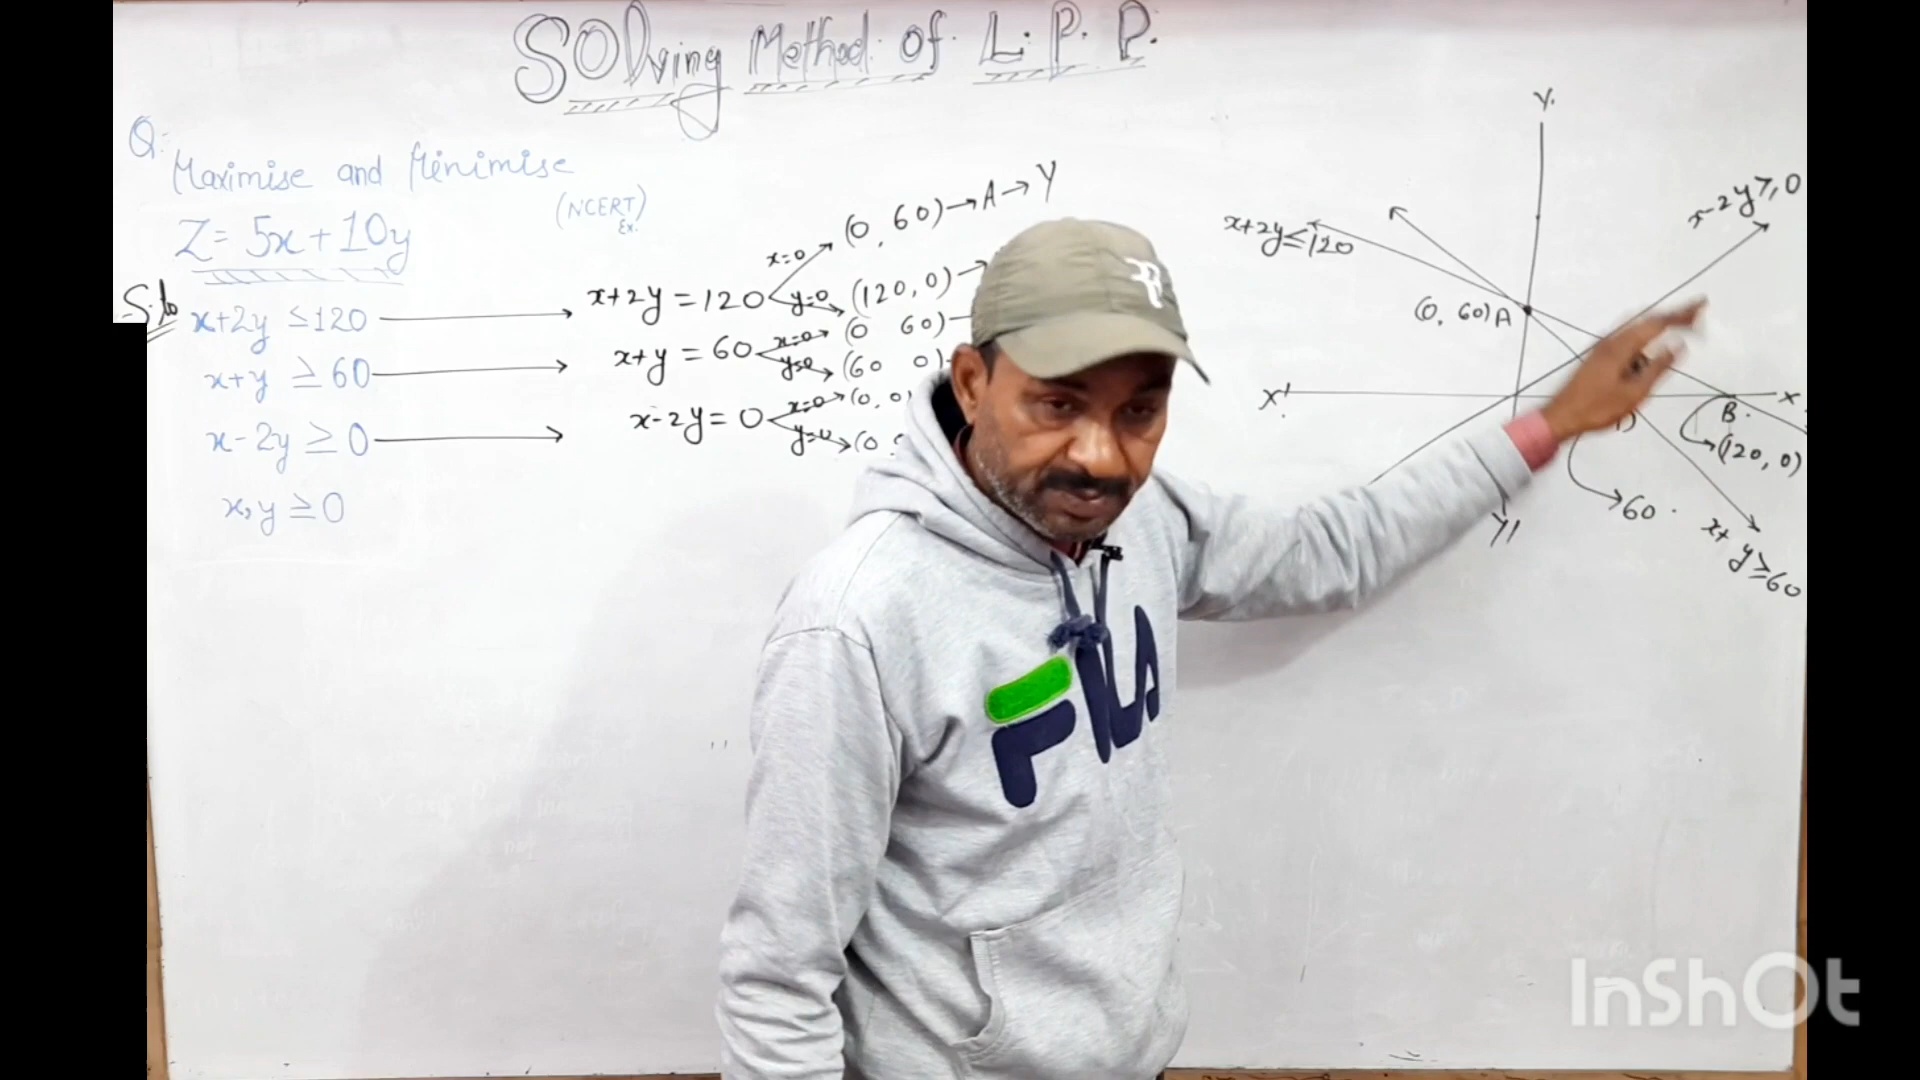 Solving Method of L. P. P.
Q:
Maximise and Minimise
Z = 5x + 10y
(NCERT)
Ex.
Sol:
x+2y ≤ 120
x+y ≥ 60
x-2y ≥ 0
x, y ≥ 0
x+2y = 120
x=0 (0, 60) → A → Y
y=0 (120, 0) →
x+y = 60
x=0 (0 60)
y=0 (60 0)
x-2y = 0
x=0 (0, 0)
y=0 (0
Y.
x-2y ≥, 0
x+2y ≤ 120
(0, 60) A
X'
X
B.
(120, 0)
60.
Y'
x+ y ≥ 60
FILA
InShOt